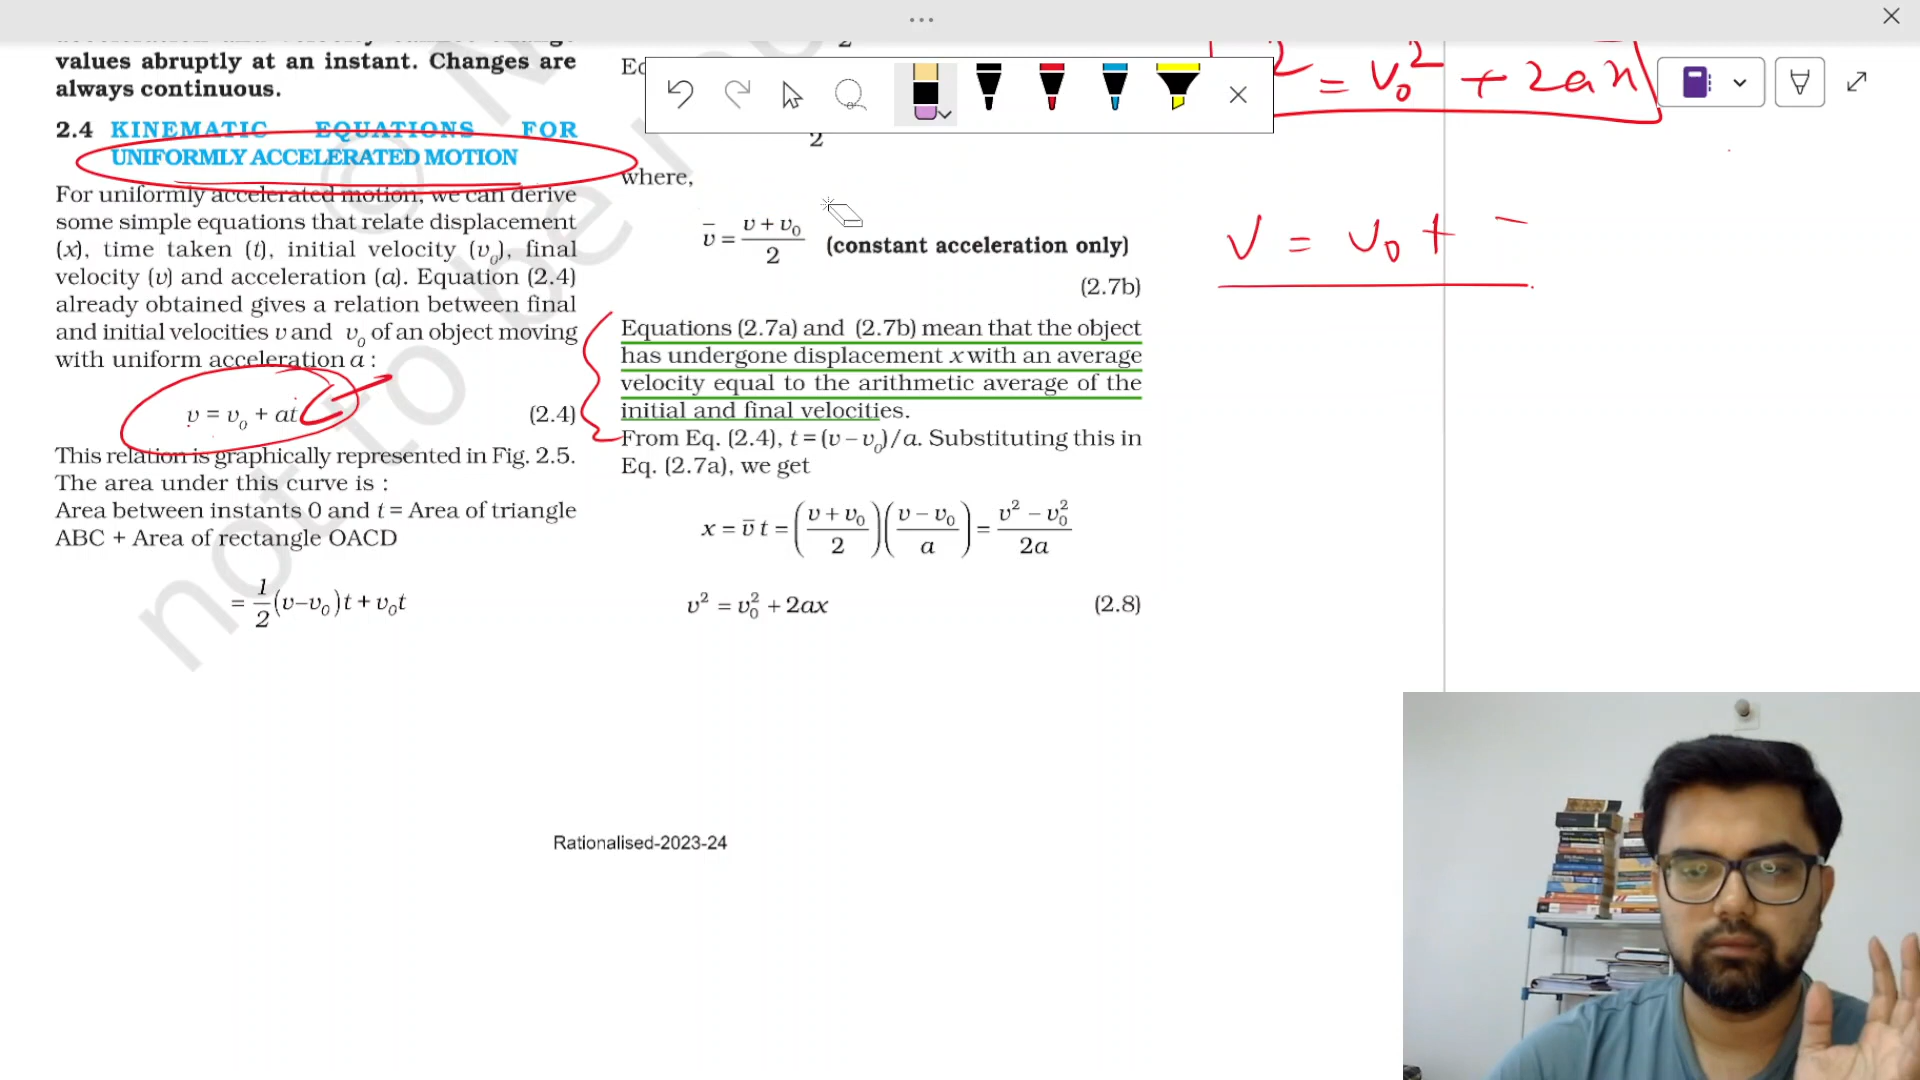 values abruptly at an instant. Changes are
always continuous.
2.4 KINEMATIC EQUATIONS FOR
UNIFORMLY ACCELERATED MOTION
For uniformly accelerated motion, we can derive
some simple equations that relate displacement
(x), time taken (t), initial velocity (v₀), final
velocity (v) and acceleration (a). Equation (2.4)
already obtained gives a relation between final
and initial velocities v and v₀ of an object moving
with uniform acceleration a :
v = v₀ + at (2.4)
This relation is graphically represented in Fig. 2.5.
The area under this curve is :
Area between instants 0 and t = Area of triangle
ABC + Area of rectangle OACD
= 1/2 (v–v₀)t + v₀t
2
where,
v̄ = (v + v₀)/2 (constant acceleration only)
(2.7b)
Equations (2.7a) and (2.7b) mean that the object
has undergone displacement x with an average
velocity equal to the arithmetic average of the
initial and final velocities.
From Eq. (2.4), t = (v – v₀)/a. Substituting this in
Eq. (2.7a), we get
x = v̄ t = ((v + v₀)/2) ((v – v₀)/a) = (v² – v₀²)/2a
v² = v₀² + 2ax (2.8)
² = v₀² + 2ax
v = v₀ +
not to be
Rationalised-2023-24